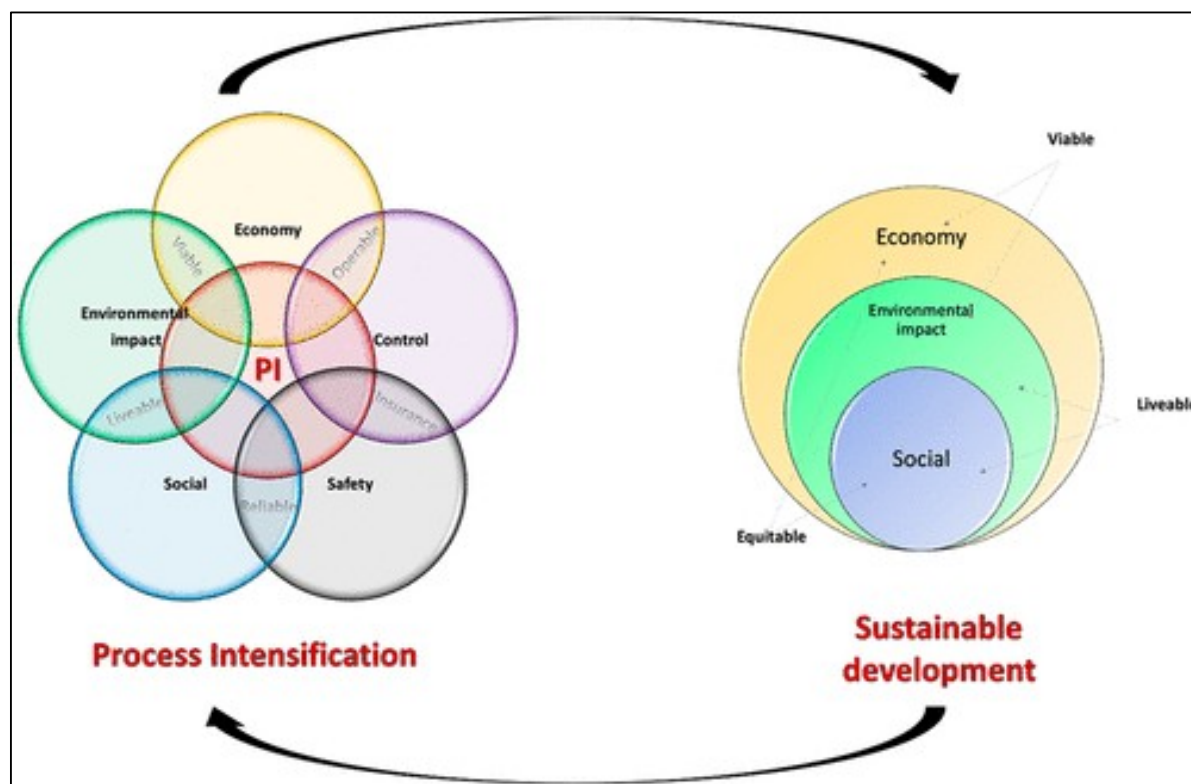 Economy
Viable
Operable
Environmental
impact
Control
PI
Liveable
Insurance
Social
Safety
Reliable
Process Intensification
Viable
Economy
Environmental
impact
Liveable
Social
Equitable
Sustainable
development